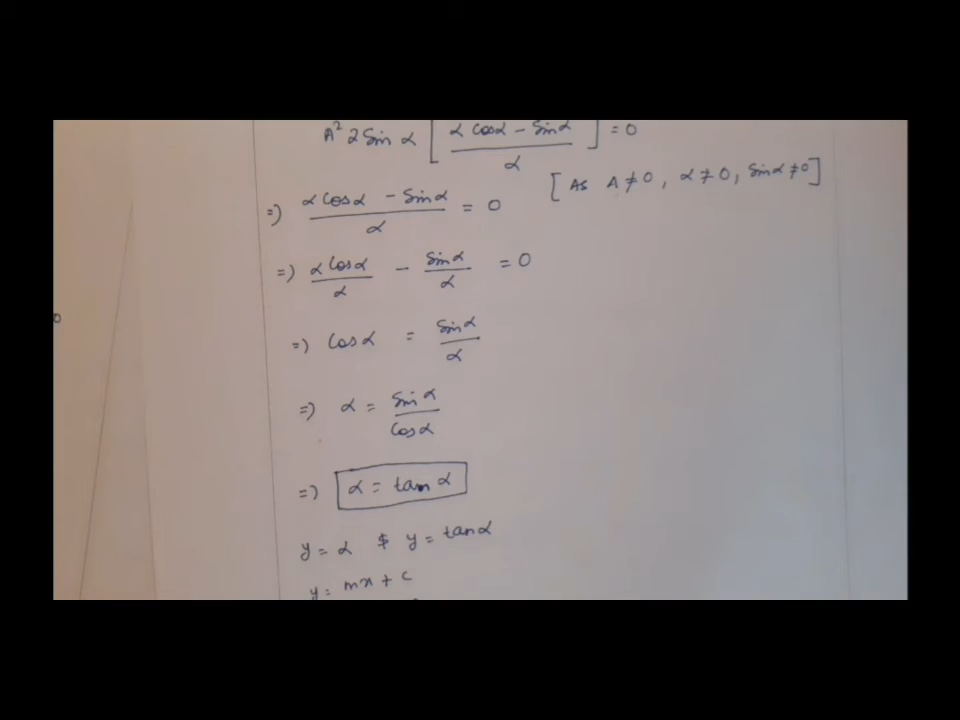 A² 2 Sin α [ (α Cosα - Sinα) / α ] = 0
[As A ≠ 0, α ≠ 0, Sinα ≠ 0]
=) (α Cosα - Sinα) / α = 0
=) α Cosα / α - Sinα / α = 0
=) Cosα = Sinα / α
=) α = Sinα / Cosα
=) α = tan α
y = α $ y = tanα
y = mx + c